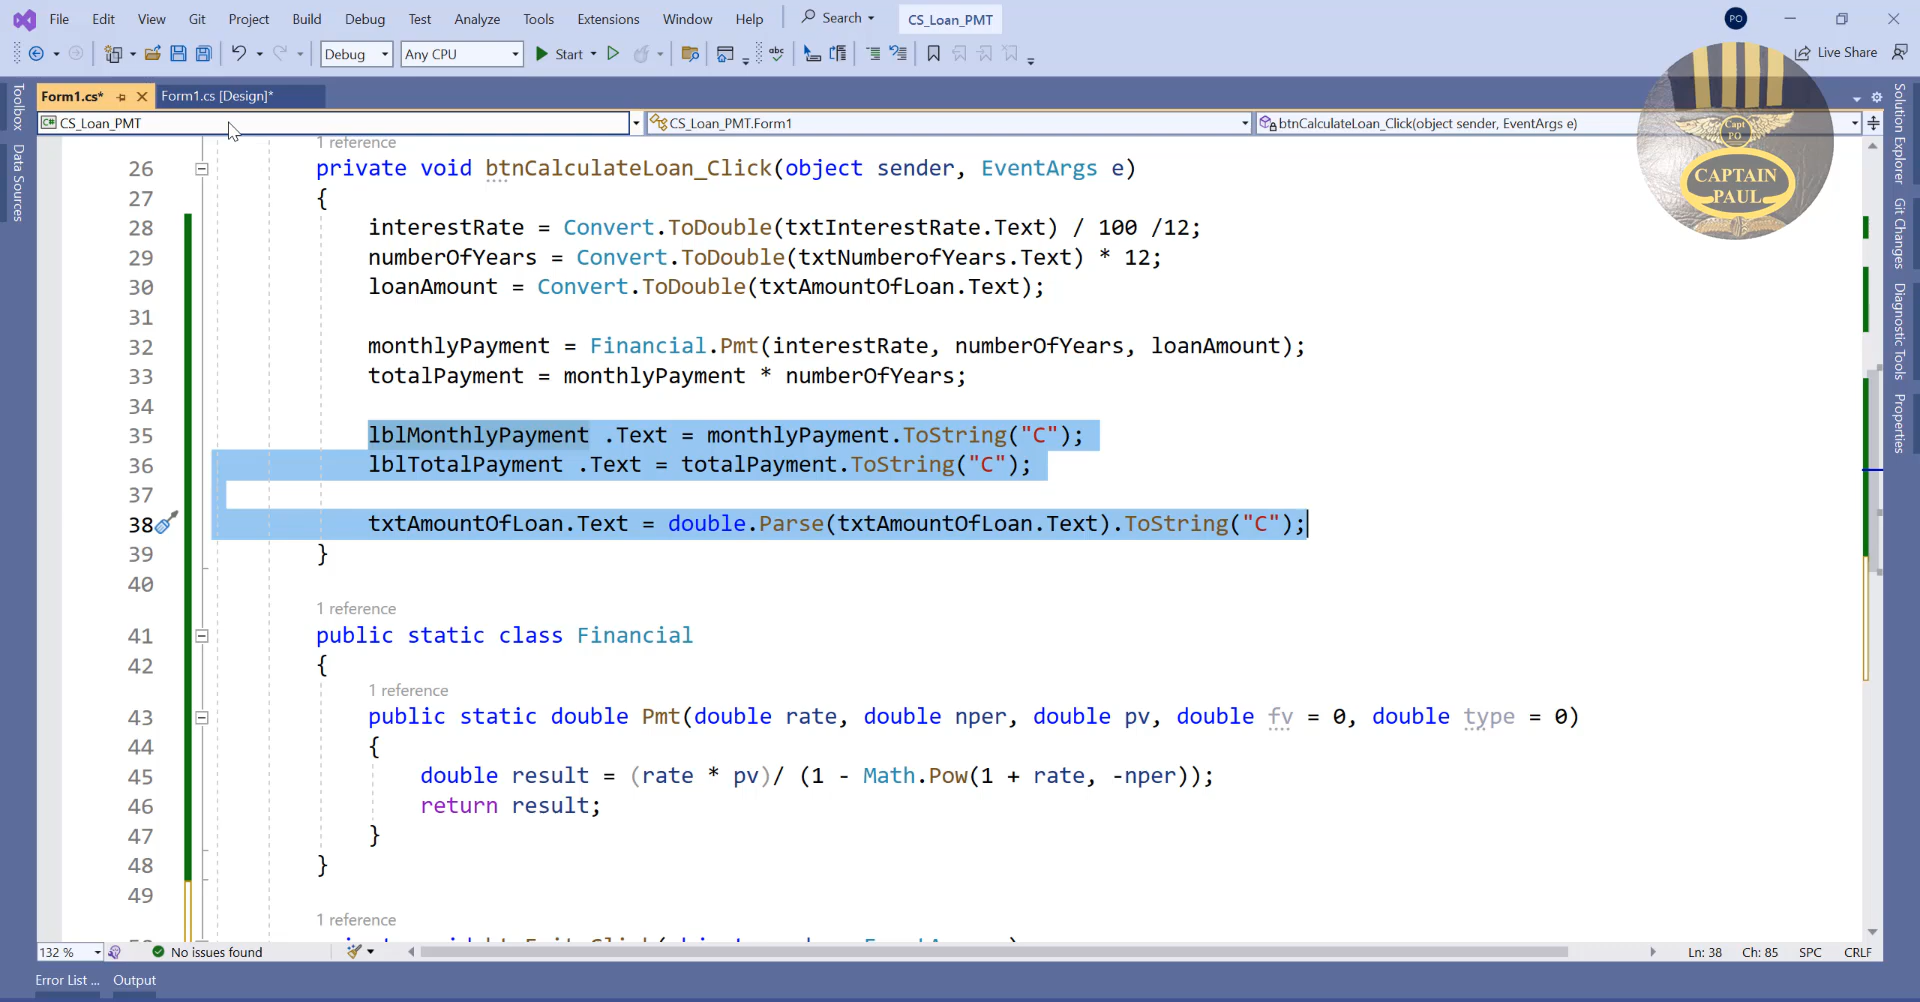 File Edit View Git Project Build Debug Test Analyze Tools Extensions Window Help Search CS_Loan_PMT PO
Debug Any CPU Start abc Live Share
Form1.cs* Form1.cs [Design]*
C# CS_Loan_PMT CS_Loan_PMT.Form1 btnCalculateLoan_Click(object sender, EventArgs e)
Toolbox
Data Sources
Solution Explorer
Git Changes
Diagnostic Tools
Properties
Capt
PO
CAPTAIN
PAUL
1 reference
26 private void btnCalculateLoan_Click(object sender, EventArgs e)
27 {
28 interestRate = Convert.ToDouble(txtInterestRate.Text) / 100 /12;
29 numberOfYears = Convert.ToDouble(txtNumberofYears.Text) * 12;
30 loanAmount = Convert.ToDouble(txtAmountOfLoan.Text);
31
32 monthlyPayment = Financial.Pmt(interestRate, numberOfYears, loanAmount);
33 totalPayment = monthlyPayment * numberOfYears;
34
35 lblMonthlyPayment .Text = monthlyPayment.ToString("C");
36 lblTotalPayment .Text = totalPayment.ToString("C");
37
38 txtAmountOfLoan.Text = double.Parse(txtAmountOfLoan.Text).ToString("C");
39 }
40
1 reference
41 public static class Financial
42 {
1 reference
43 public static double Pmt(double rate, double nper, double pv, double fv = 0, double type = 0)
44 {
45 double result = (rate * pv)/ (1 - Math.Pow(1 + rate, -nper));
46 return result;
47 }
48 }
49
1 reference
132 % No issues found Ln: 38 Ch: 85 SPC CRLF
Error List ... Output